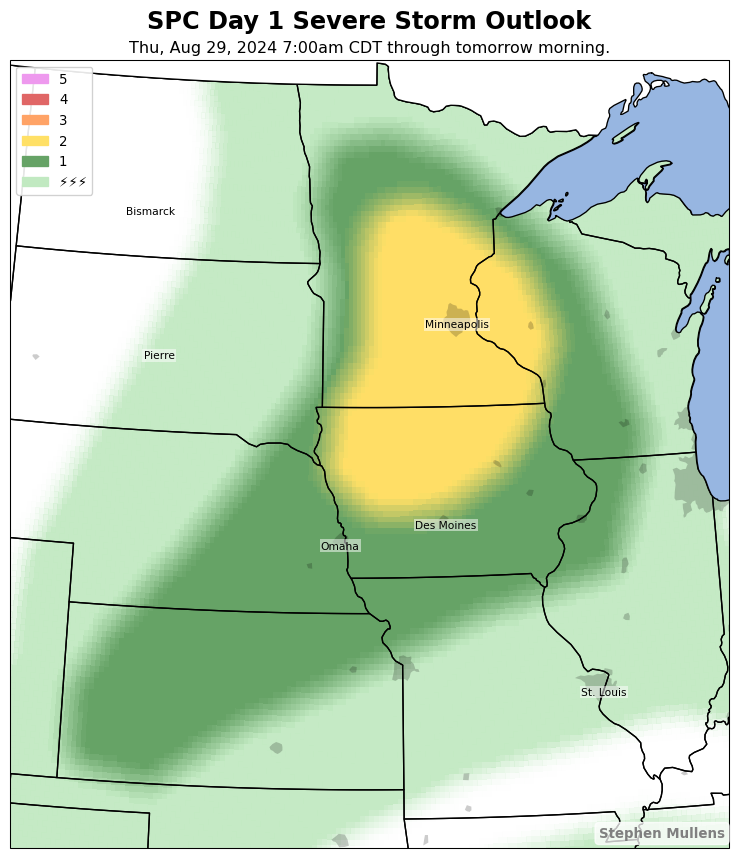 SPC Day 1 Severe Storm Outlook
Thu, Aug 29, 2024 7:00am CDT through tomorrow morning.
5
4
3
2
1
⚡⚡⚡
Bismarck
Minneapolis
Pierre
Des Moines
Omaha
St. Louis
Stephen Mullens